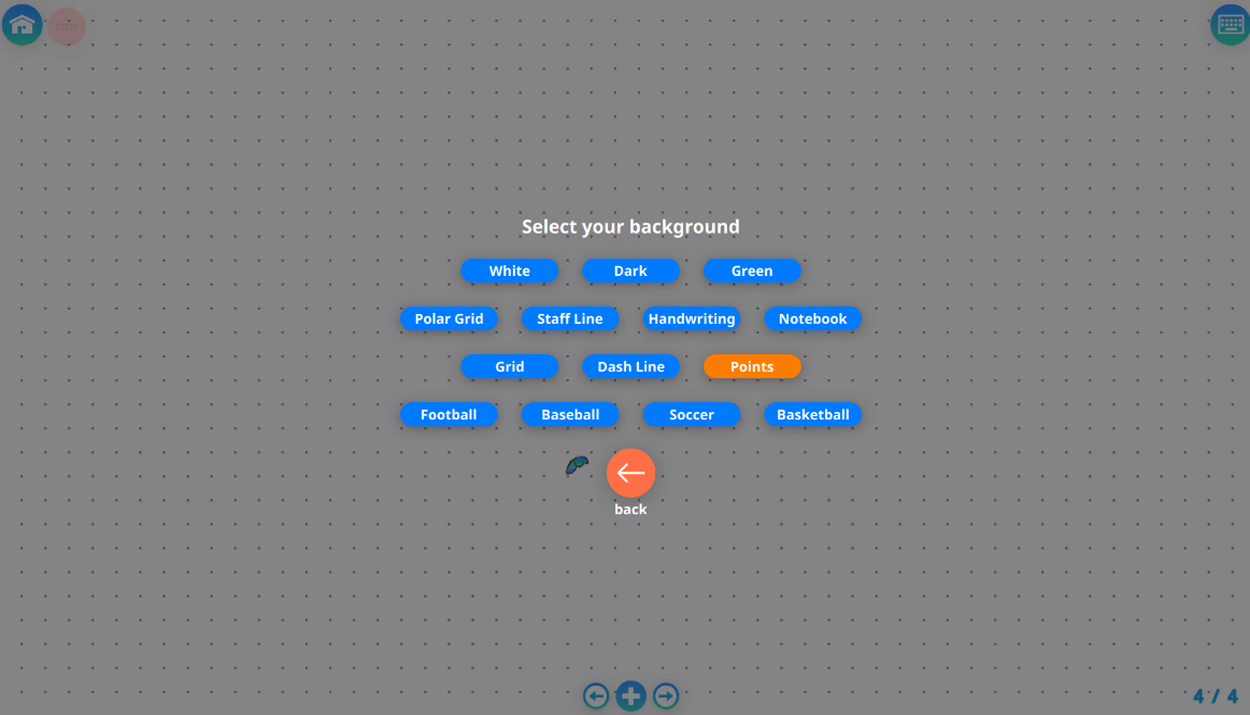 STOP
Select your background
White Dark Green
Polar Grid Staff Line Handwriting Notebook
Grid Dash Line Points
Football Baseball Soccer Basketball
back
4 / 4